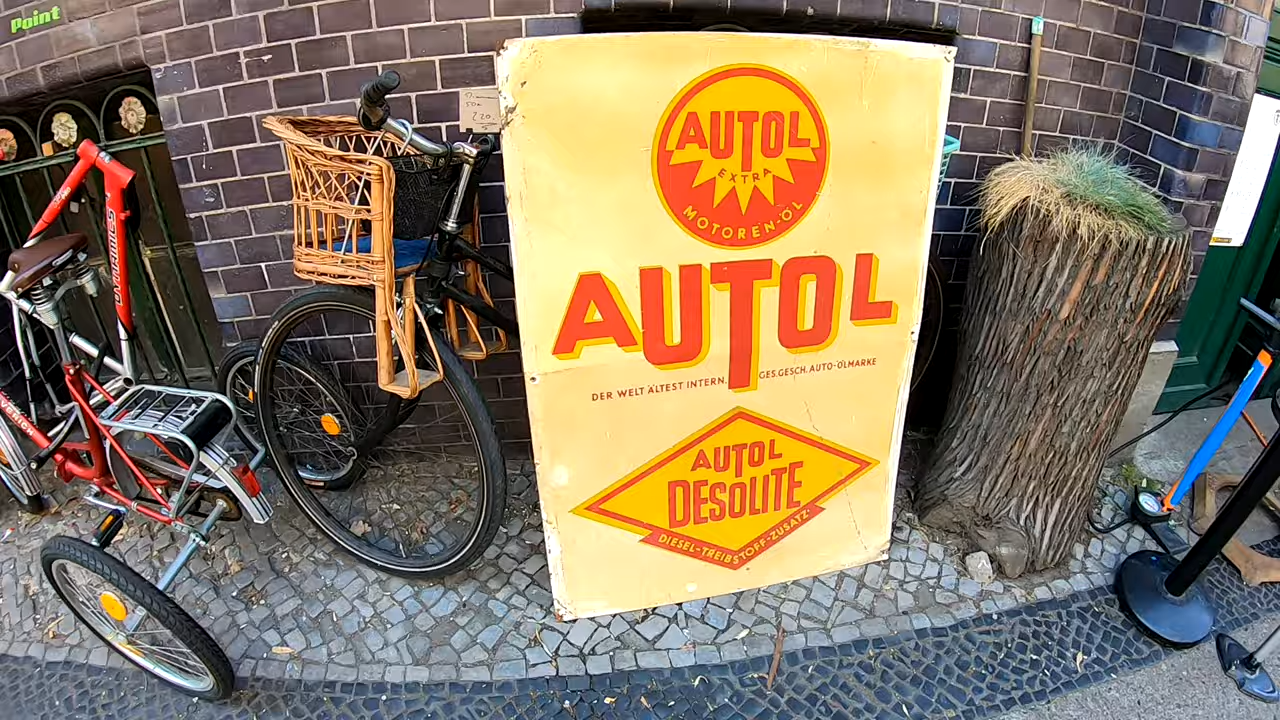 Point
AUTOL
EXTRA
MOTOREN-ÖL
AUTOL
DER WELT ÄLTEST INTERN. GES.GESCH. AUTO-ÖLMARKE
AUTOL
DESOLITE
DIESEL-TREIBSTOFF-ZUSATZ
DYNAMICS